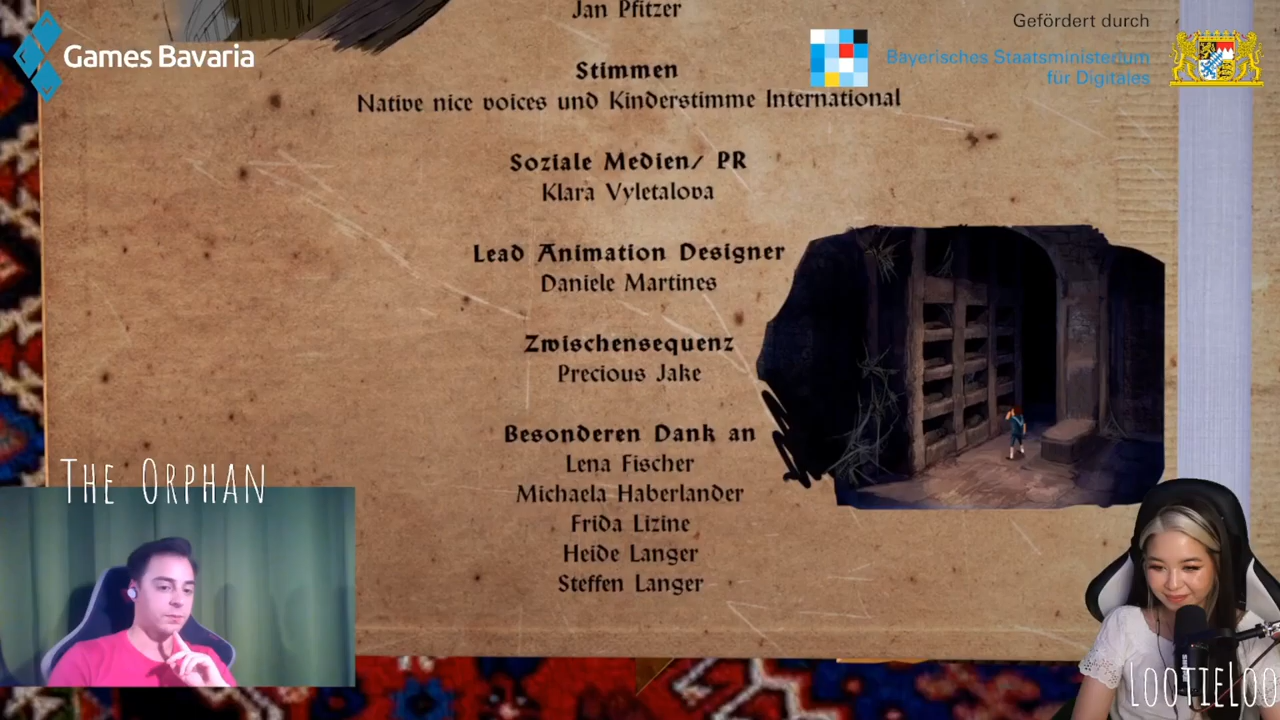 Jan Pfitzer
Gefördert durch
Games Bavaria
Bayerisches Staatsministerium
für Digitales
Stimmen
Native nice voices und Kinderstimme International
Soziale Medien/ PR
Klara Vyletalova
Lead Animation Designer
Daniele Martines
Zwischensequenz
Precious Jake
Besonderen Dank an
Lena Fischer
Michaela Haberlander
Frida Lizine
Heide Langer
Steffen Langer
The Orphan
LootieLoo